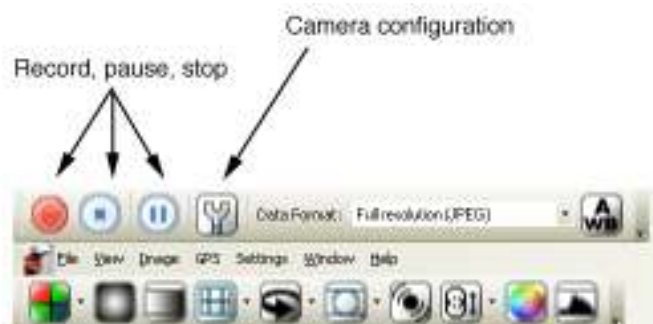 Camera configuration
Record, pause, stop
Data Format: Full resolution (JPEG)
A
WB
File View Image GPS Settings Window Help